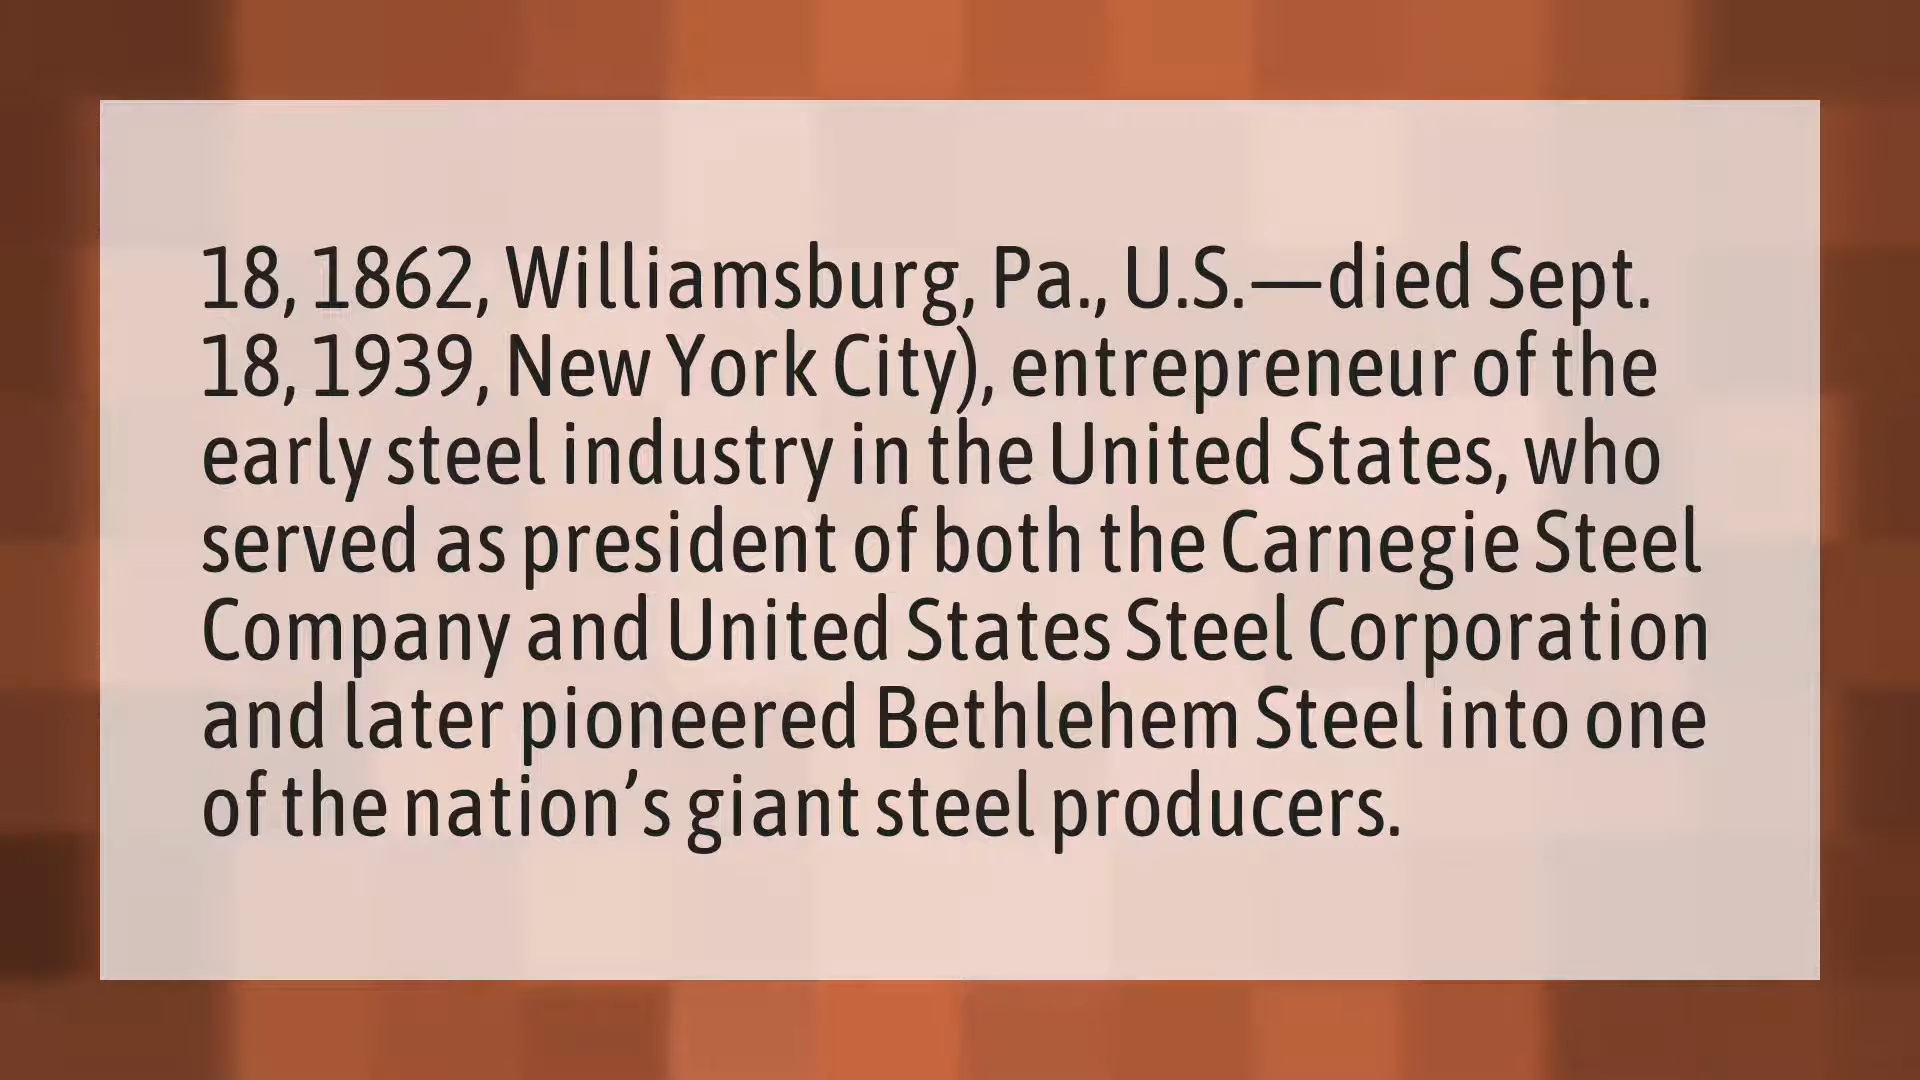 18, 1862, Williamsburg, Pa., U.S.—died Sept.
18, 1939, New York City), entrepreneur of the
early steel industry in the United States, who
served as president of both the Carnegie Steel
Company and United States Steel Corporation
and later pioneered Bethlehem Steel into one
of the nation’s giant steel producers.